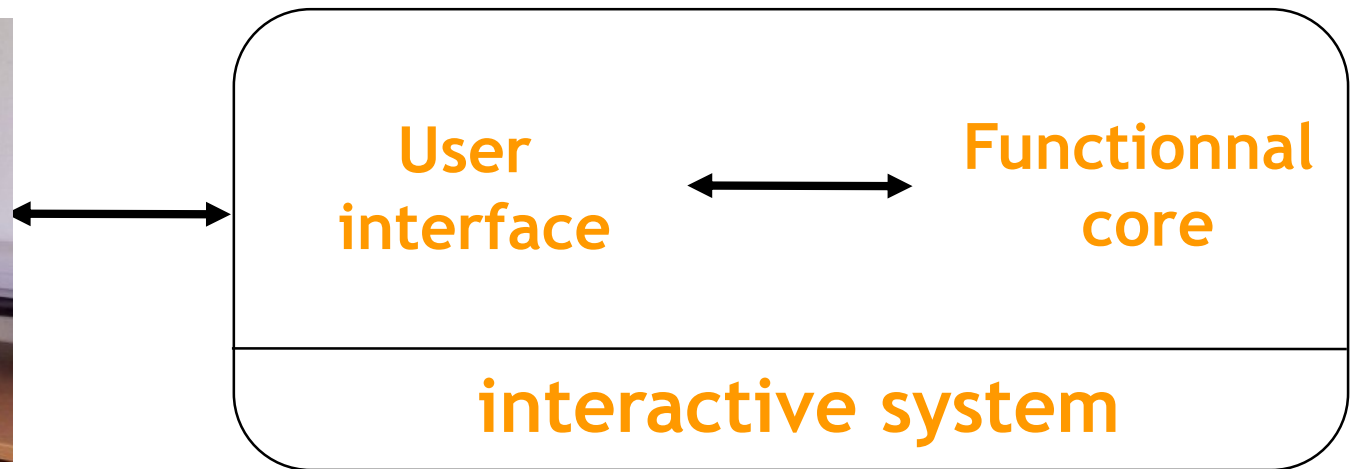 User
interface
Functionnal
core
interactive system